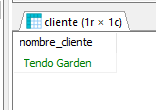 cliente (1r × 1c)
nombre_cliente
Tendo Garden